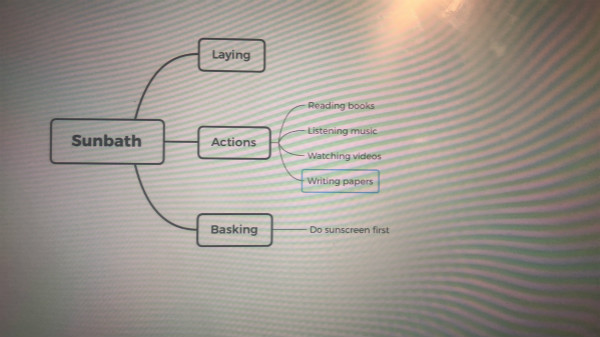 Sunbath
Laying
Actions
Reading books
Listening music
Watching videos
Writing papers
Basking
Do sunscreen first